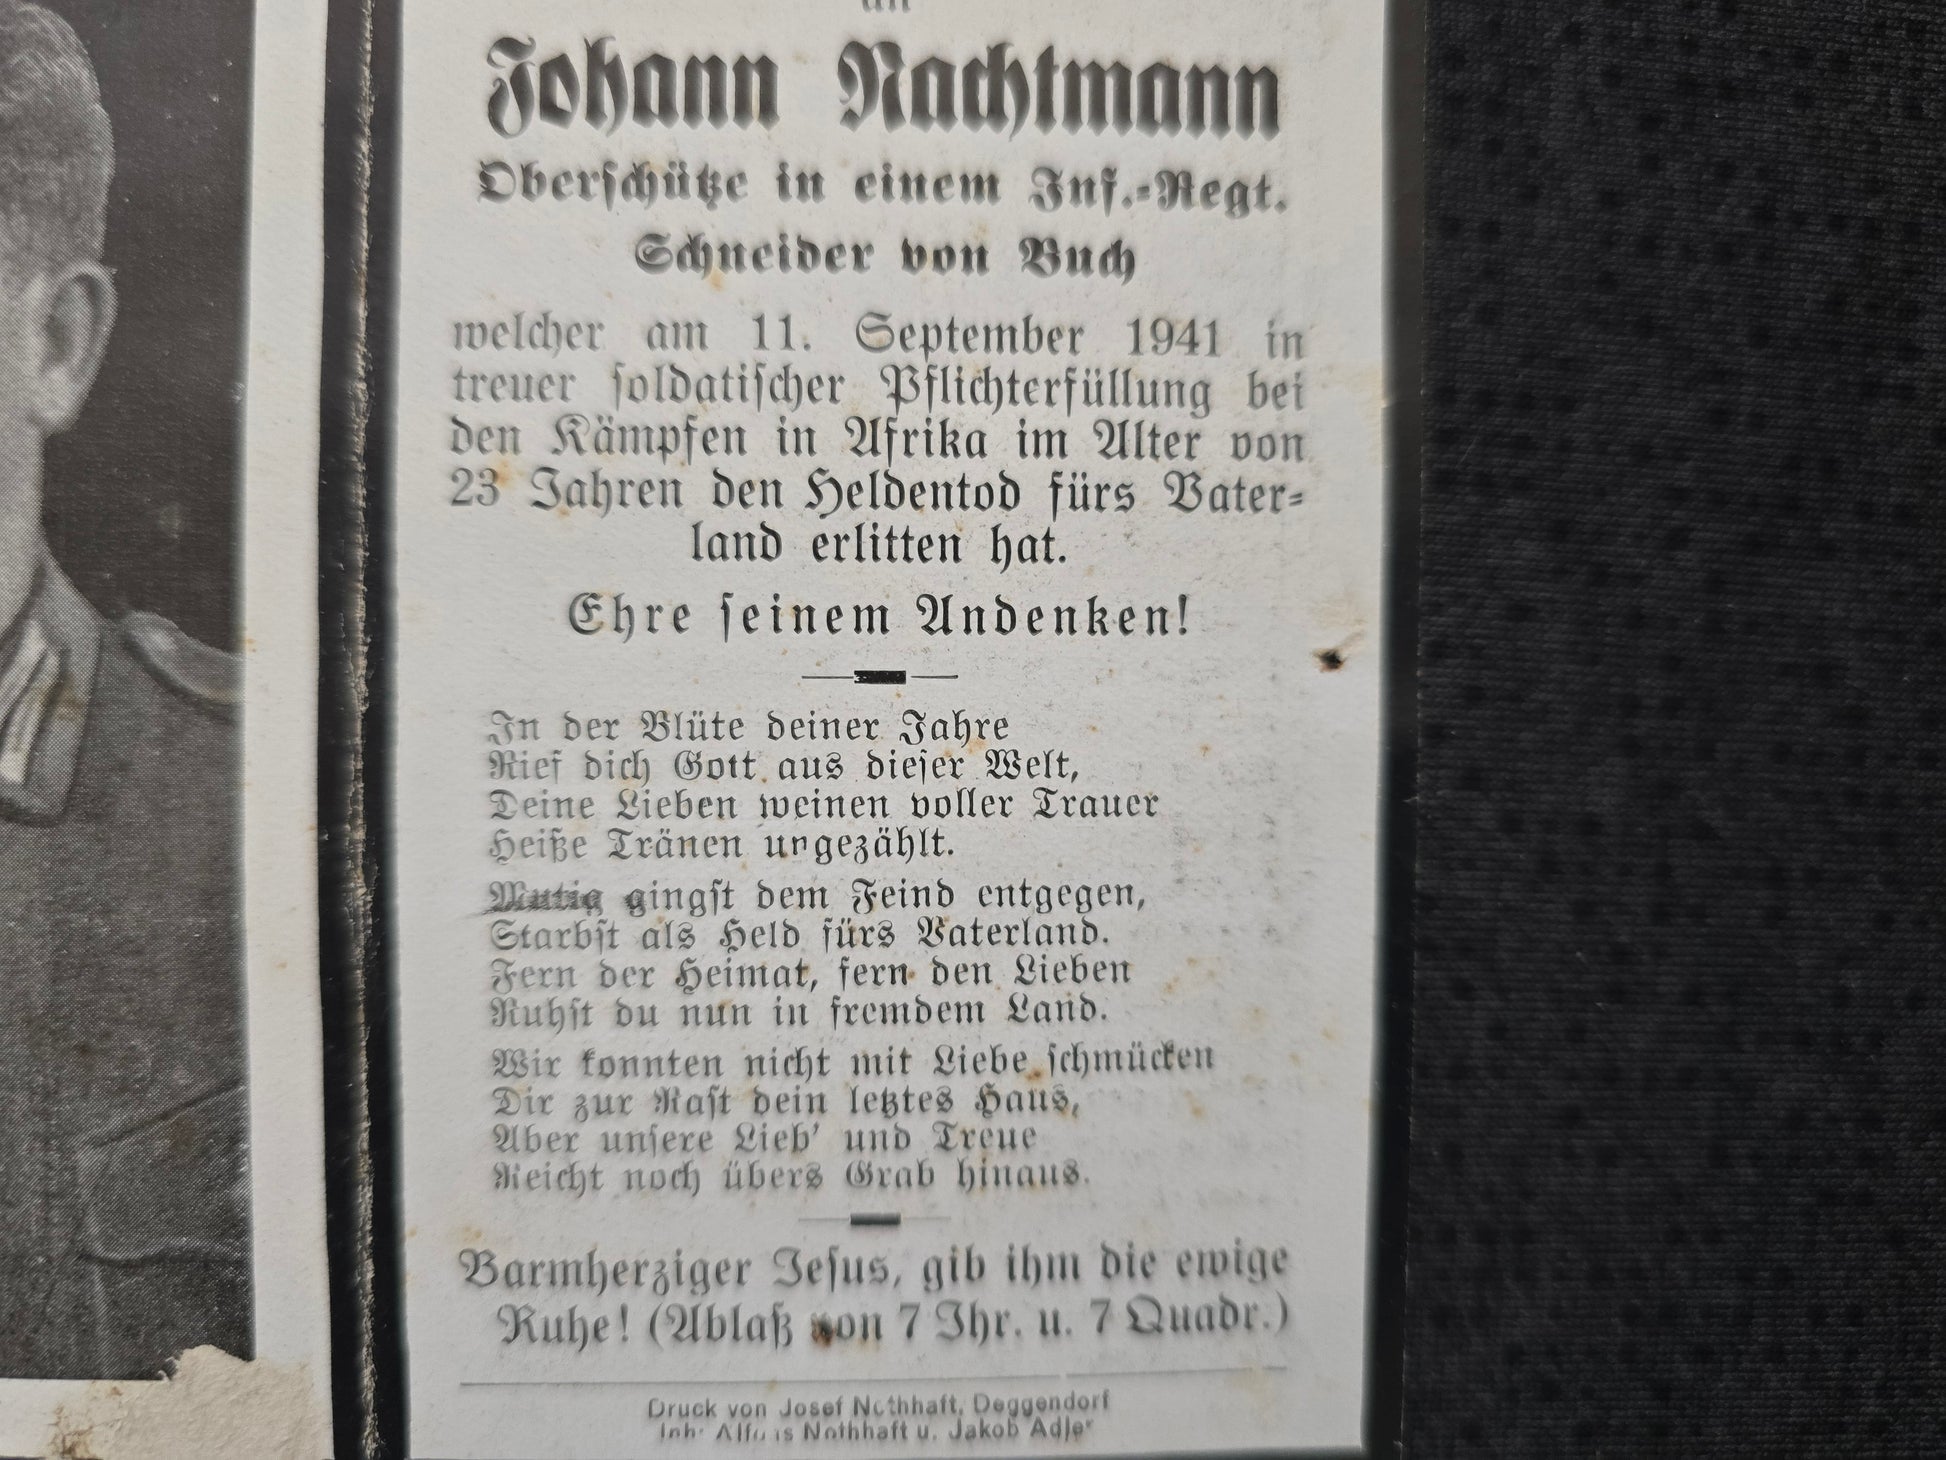 an
Johann Nachtmann
Oberschütze in einem Inf.-Regt.
Schneider von Buch
welcher am 11. September 1941 in
treuer soldatischer Pflichterfüllung bei
den Kämpfen in Afrika im Alter von
23 Jahren den Heldentod fürs Vater-
land erlitten hat.
Ehre seinem Andenken!
In der Blüte deiner Jahre
Rief dich Gott aus dieser Welt,
Deine Lieben weinen voller Trauer
Heiße Tränen ungezählt.
Mutig gingst dem Feind entgegen,
Starbst als Held fürs Vaterland.
Fern der Heimat, fern den Lieben
Ruhst du nun in fremdem Land.
Wir konnten nicht mit Liebe schmücken
Dir zur Rast dein letztes Haus,
Aber unsere Lieb' und Treue
Reicht noch übers Grab hinaus.
Barmherziger Jesus, gib ihm die ewige
Ruhe! (Ablaß von 7 Jhr. u. 7 Quadr.)
Druck von Josef Nothhaft, Deggendorf
Inh: Alfons Nothhaft u. Jakob Adler